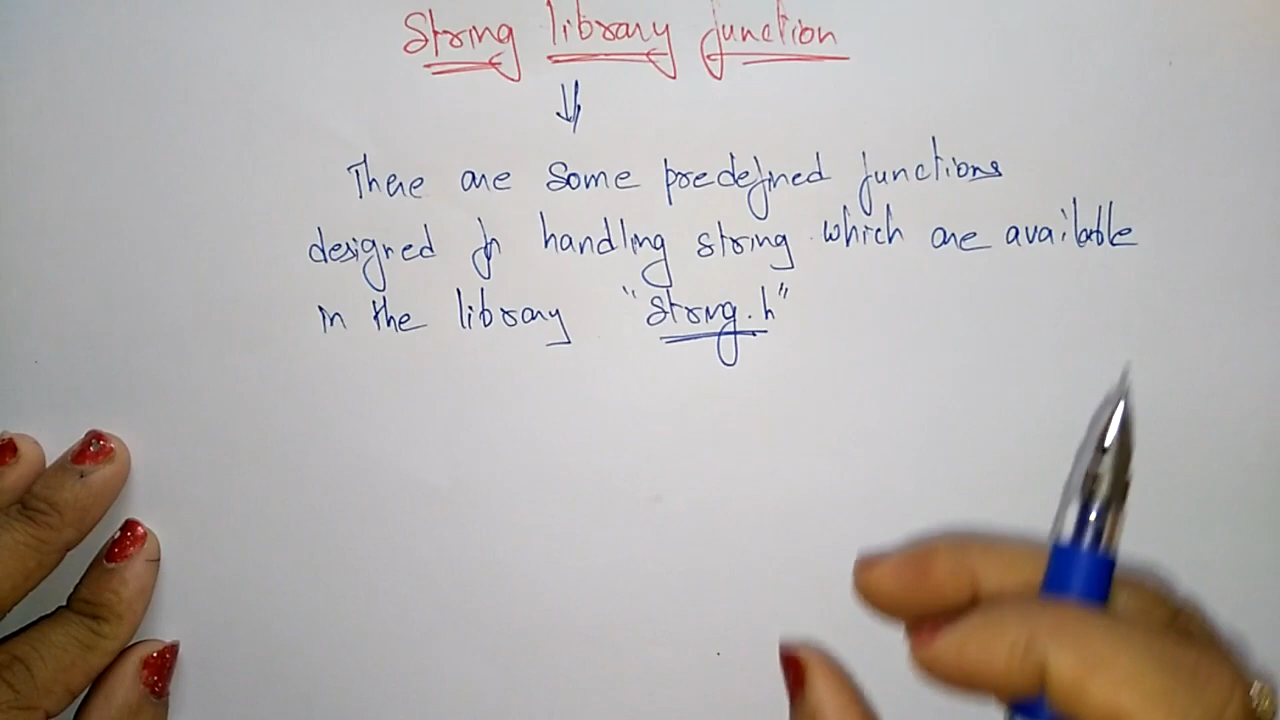 String library function
There are some predefined functions
designed for handling string which are available
in the library "string.h"